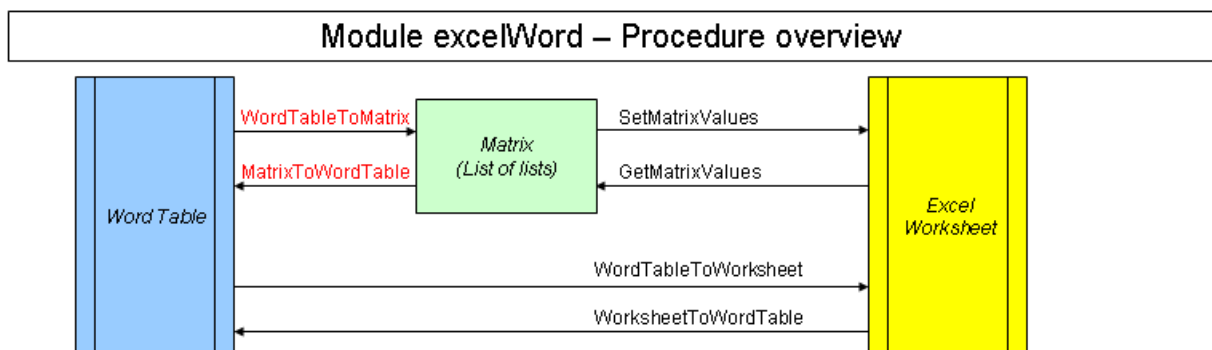 Module excelWord – Procedure overview
WordTableToMatrix
SetMatrixValues
Matrix
(List of lists)
MatrixToWordTable
GetMatrixValues
Word Table
Excel
Worksheet
WordTableToWorksheet
WorksheetToWordTable